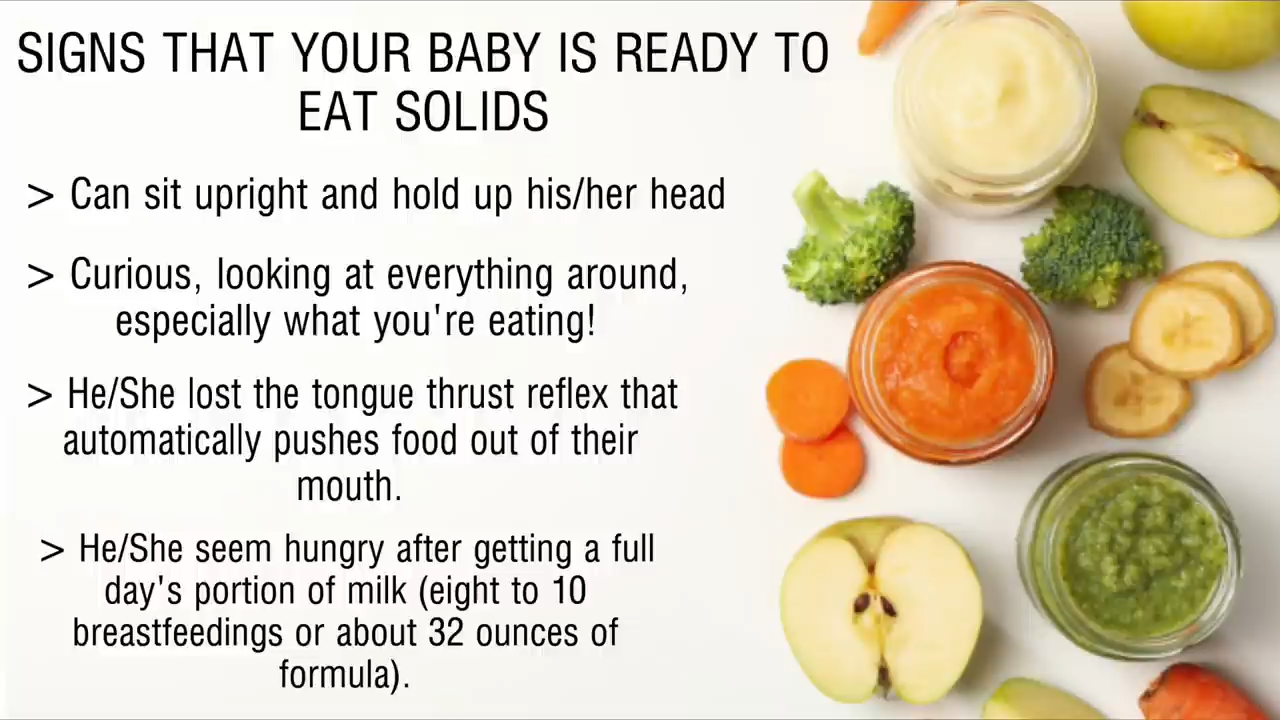 SIGNS THAT YOUR BABY IS READY TO
EAT SOLIDS
> Can sit upright and hold up his/her head
> Curious, looking at everything around,
especially what you're eating!
> He/She lost the tongue thrust reflex that
automatically pushes food out of their
mouth.
> He/She seem hungry after getting a full
day's portion of milk (eight to 10
breastfeedings or about 32 ounces of
formula).